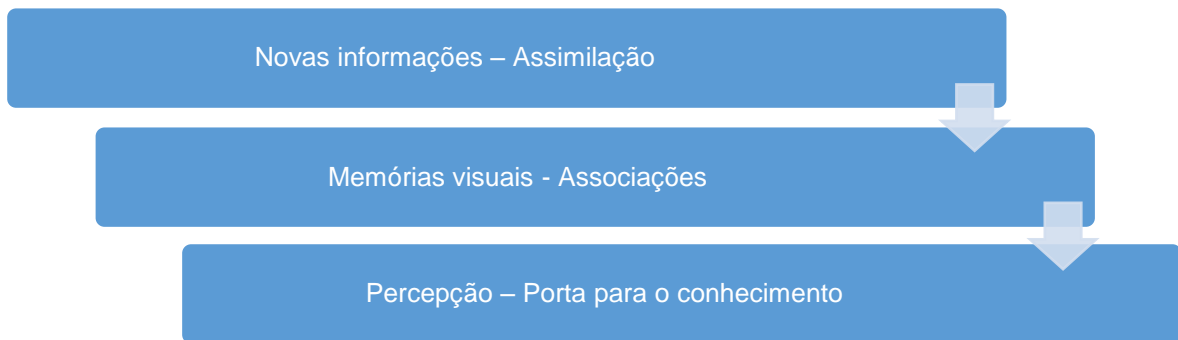 Novas informações – Assimilação
Memórias visuais - Associações
Percepção – Porta para o conhecimento